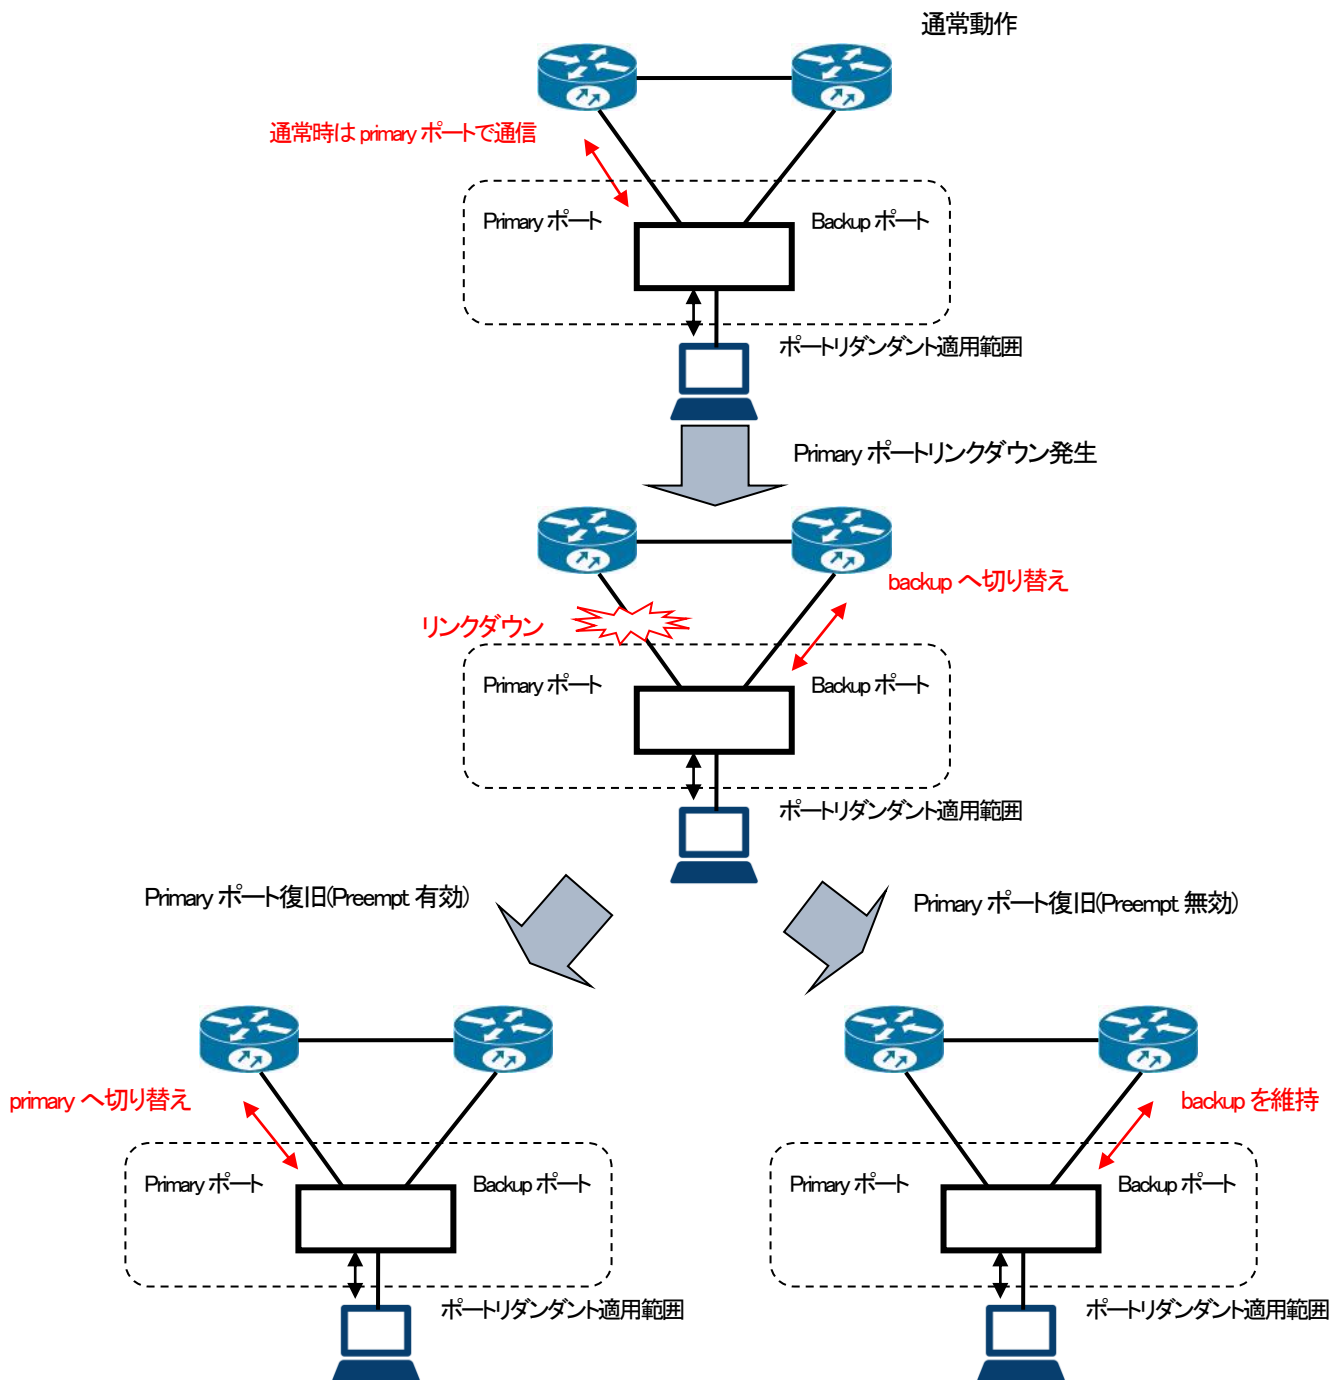 通常動作
通常時は primary ポートで通信
Primary ポート
Backup ポート
ポートリダンダント適用範囲
Primary ポートリンクダウン発生
backup へ切り替え
リンクダウン
Primary ポート
Backup ポート
ポートリダンダント適用範囲
Primary ポート復旧(Preempt 有効)
Primary ポート復旧(Preempt 無効)
primary へ切り替え
Primary ポート
Backup ポート
ポートリダンダント適用範囲
backup を維持
Primary ポート
Backup ポート
ポートリダンダント適用範囲